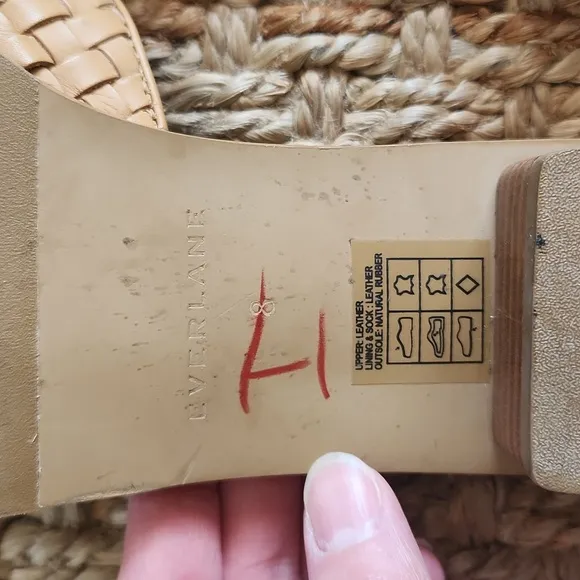 EVERLANE
8
UPPER: LEATHER
LINING & SOCK : LEATHER
OUTSOLE: NATURAL RUBBER